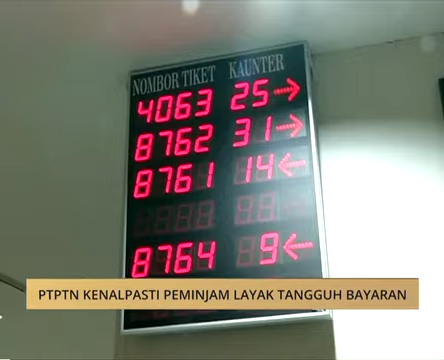 NOMBOR TIKET KAUNTER
4063 25 →
8762 31 →
8761 14 ←
8764 9 ←
PTPTN KENALPASTI PEMINJAM LAYAK TANGGUH BAYARAN